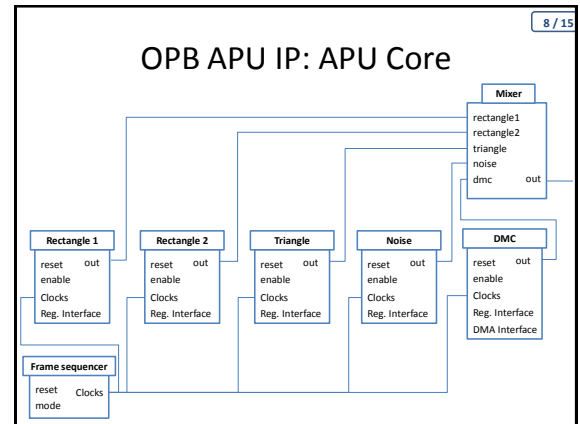 8 / 15
OPB APU IP: APU Core
Mixer
rectangle1
rectangle2
triangle
noise
dmc out
Rectangle 1
reset out
enable
Clocks
Reg. Interface
Rectangle 2
reset out
enable
Clocks
Reg. Interface
Triangle
reset out
enable
Clocks
Reg. Interface
Noise
reset out
enable
Clocks
Reg. Interface
DMC
reset out
enable
Clocks
Reg. Interface
DMA Interface
Frame sequencer
reset Clocks
mode